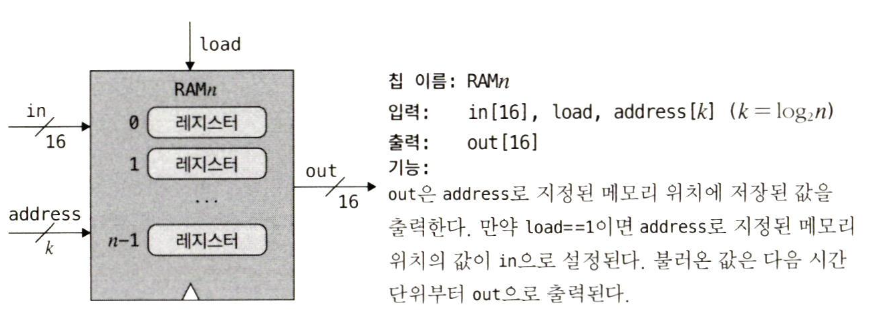 load
RAMn
in
16
0 레지스터
1 레지스터
...
n-1 레지스터
address
k
out
16
칩 이름: RAMn
입력: in[16], load, address[k] (k = log₂n)
출력: out[16]
기능:
out은 address로 지정된 메모리 위치에 저장된 값을
출력한다. 만약 load==1이면 address로 지정된 메모리
위치의 값이 in으로 설정된다. 불러온 값은 다음 시간
단위부터 out으로 출력된다.